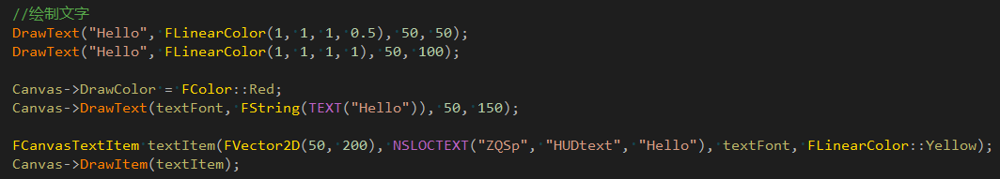 //绘制文字
DrawText("Hello", FLinearColor(1, 1, 1, 0.5), 50, 50);
DrawText("Hello", FLinearColor(1, 1, 1, 1), 50, 100);
Canvas->DrawColor = FColor::Red;
Canvas->DrawText(textFont, FString(TEXT("Hello")), 50, 150);
FCanvasTextItem textItem(FVector2D(50, 200), NSLOCTEXT("ZQSp", "HUDtext", "Hello"), textFont, FLinearColor::Yellow);
Canvas->DrawItem(textItem);